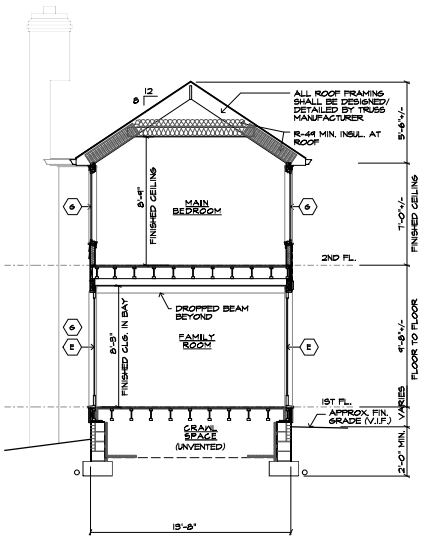 12
8
ALL ROOF FRAMING
SHALL BE DESIGNED/
DETAILED BY TRUSS
MANUFACTURER
5'-6"+/-
R-49 MIN. INSUL. AT
ROOF
8'-9"
FINISHED CEILING
MAIN
BEDROOM
G
G
7'-0"+/-
FINISHED CEILING
2ND FL.
DROPPED BEAM
BEYOND
8'-5"
FINISHED CLG. IN BAY
FAMILY
ROOM
G
E
E
9'-8"+/-
FLOOR TO FLOOR
1ST FL.
APPROX. FIN.
GRADE (V.I.F.)
VARIES
2'-0" MIN.
CRAWL
SPACE
(UNVENTED)
13'-8"